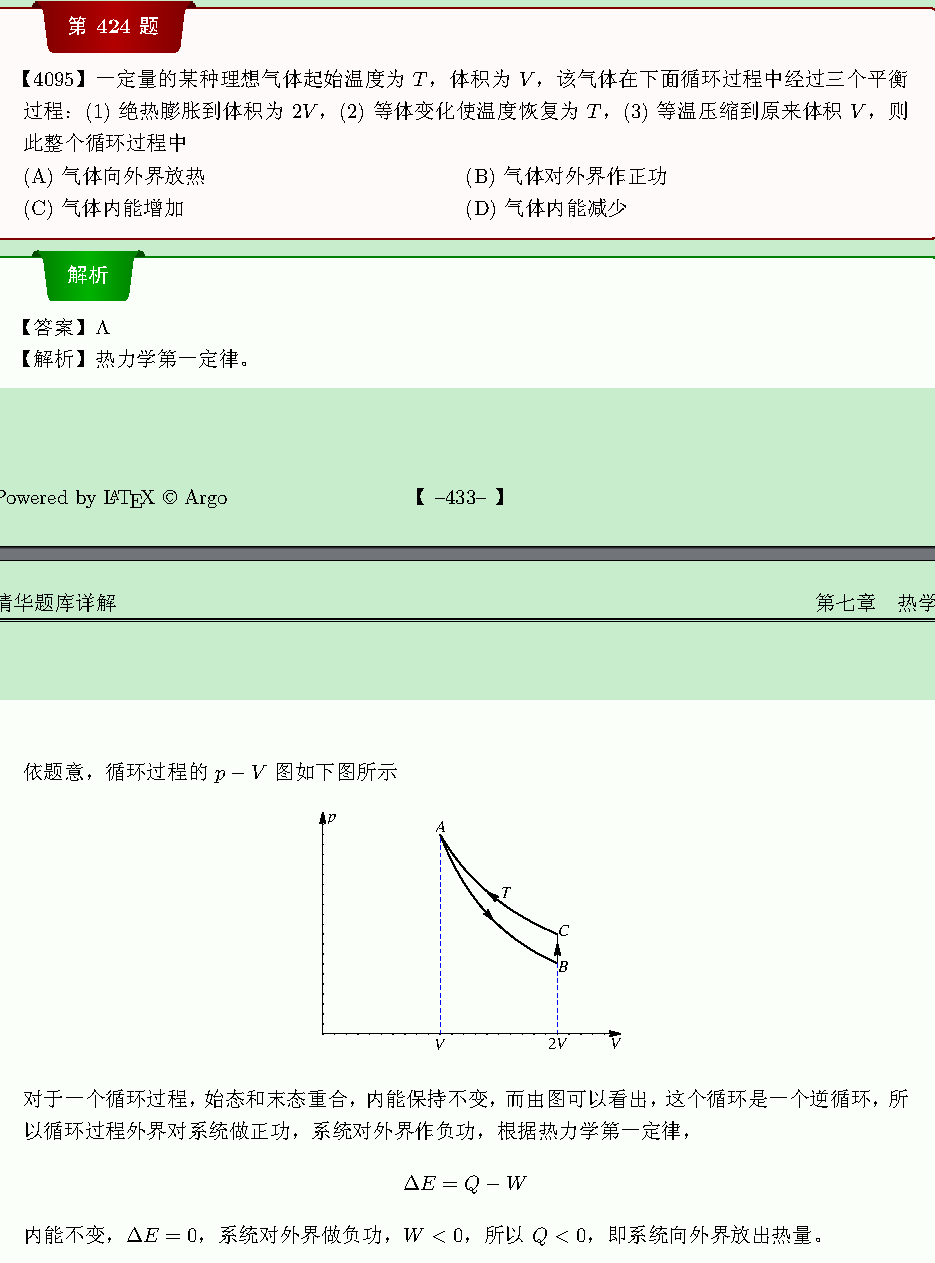 第 424 题
【4095】一定量的某种理想气体起始温度为 T，体积为 V，该气体在下面循环过程中经过三个平衡
过程：(1) 绝热膨胀到体积为 2V，(2) 等体变化使温度恢复为 T，(3) 等温压缩到原来体积 V，则
此整个循环过程中
(A) 气体向外界放热 (B) 气体对外界作正功
(C) 气体内能增加 (D) 气体内能减少
解析
【答案】A
【解析】热力学第一定律。
Powered by LATEX © Argo 【 –433– 】
清华题库详解 第七章 热学
依题意，循环过程的 p − V 图如下图所示
p
A
T
C
B
V 2V V
对于一个循环过程，始态和末态重合，内能保持不变，而由图可以看出，这个循环是一个逆循环，所
以循环过程外界对系统做正功，系统对外界作负功，根据热力学第一定律，
ΔE = Q − W
内能不变，ΔE = 0，系统对外界做负功，W < 0，所以 Q < 0，即系统向外界放出热量。